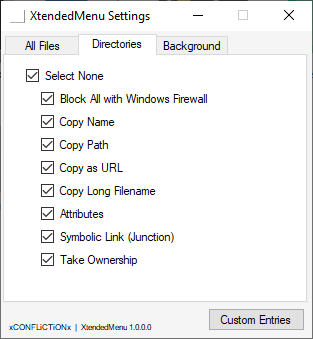 XtendedMenu Settings
All Files
Directories
Background
Select None
Block All with Windows Firewall
Copy Name
Copy Path
Copy as URL
Copy Long Filename
Attributes
Symbolic Link (Junction)
Take Ownership
xCONFLiCTiONx | XtendedMenu 1.0.0.0
Custom Entries